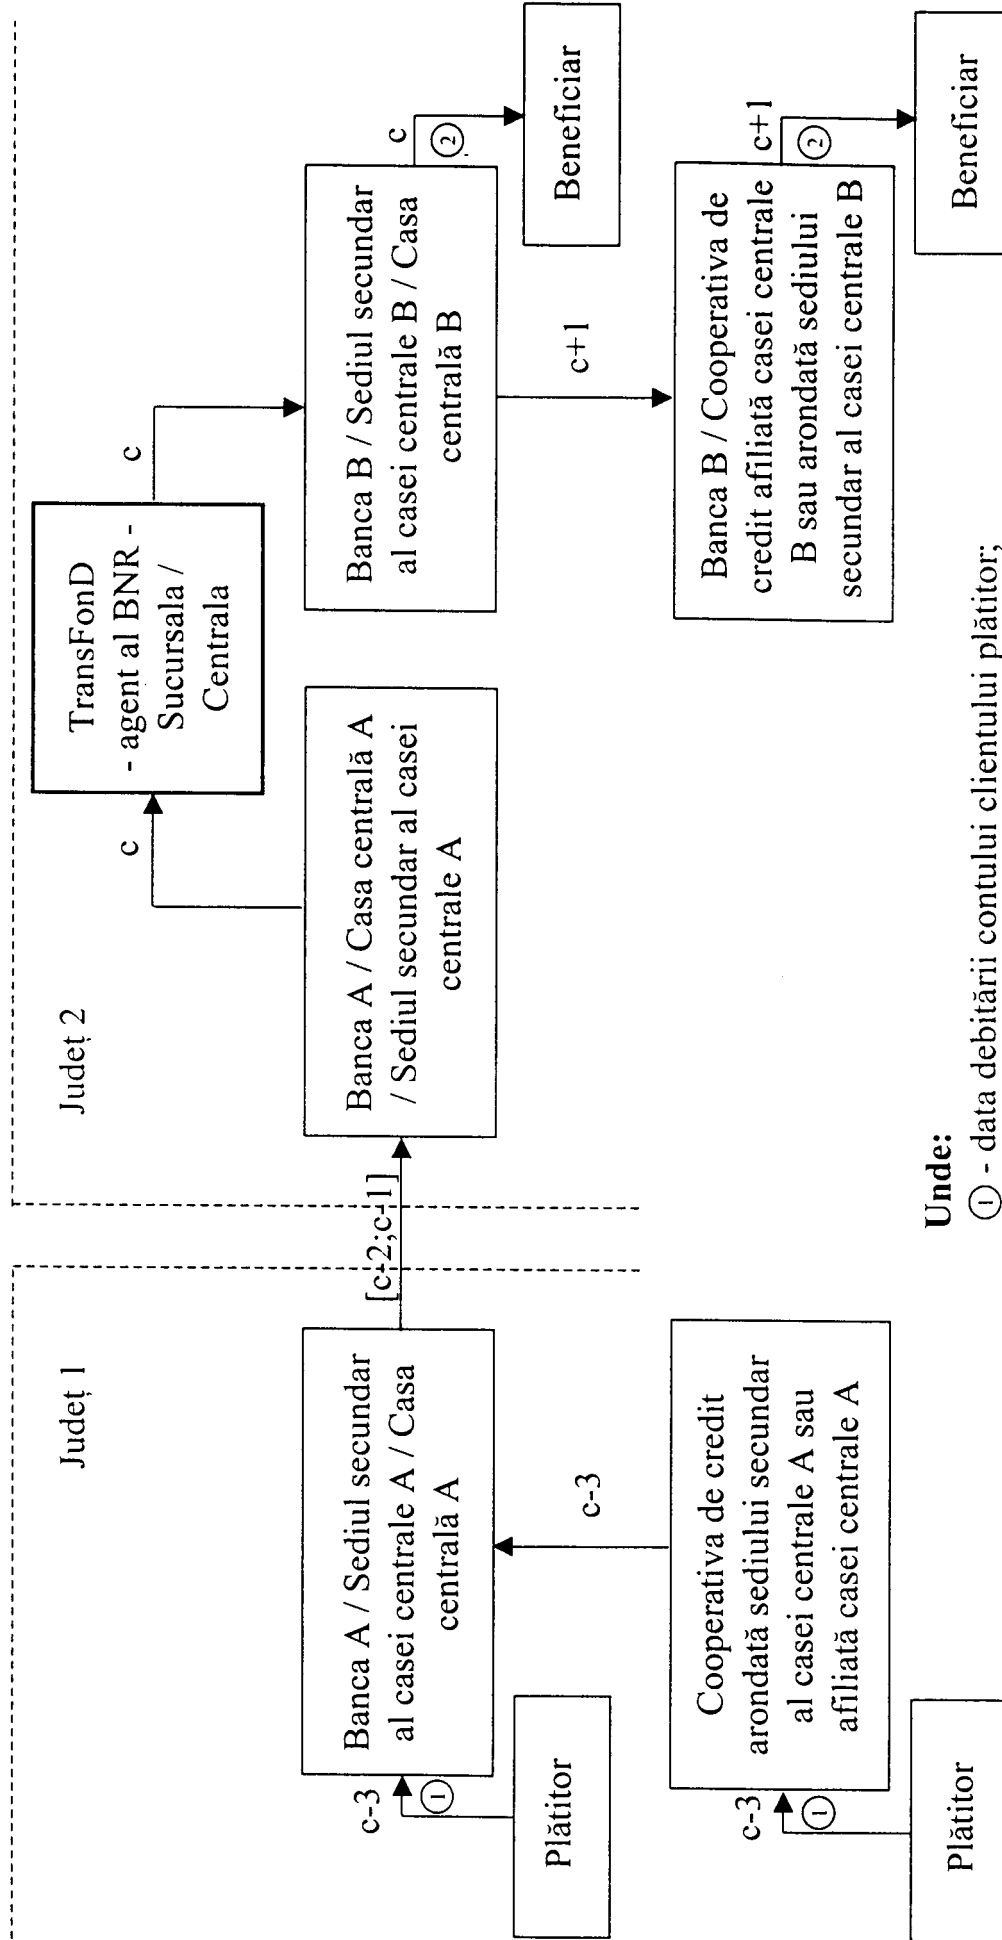 Județ 1
Județ 2
TransFonD
- agent al BNR -
Sucursala /
Centrala
c
c
Banca A / Sediul secundar
al casei centrale A / Casa
centrală A
[c-2;c-1]
Banca A / Casa centrală A
/ Sediul secundar al casei
centrale A
Banca B / Sediul secundar
al casei centrale B / Casa
centrală B
c
2
Beneficiar
c-3
1
Plătitor
c-3
c+1
Cooperativa de credit
arondată sediului secundar
al casei centrale A sau
afiliată casei centrale A
Banca B / Cooperativa de
credit afiliată casei centrale
B sau arondată sediului
secundar al casei centrale B
c+1
2
Beneficiar
c-3
1
Plătitor
Unde:
1 - data debitării contului clientului plătitor;